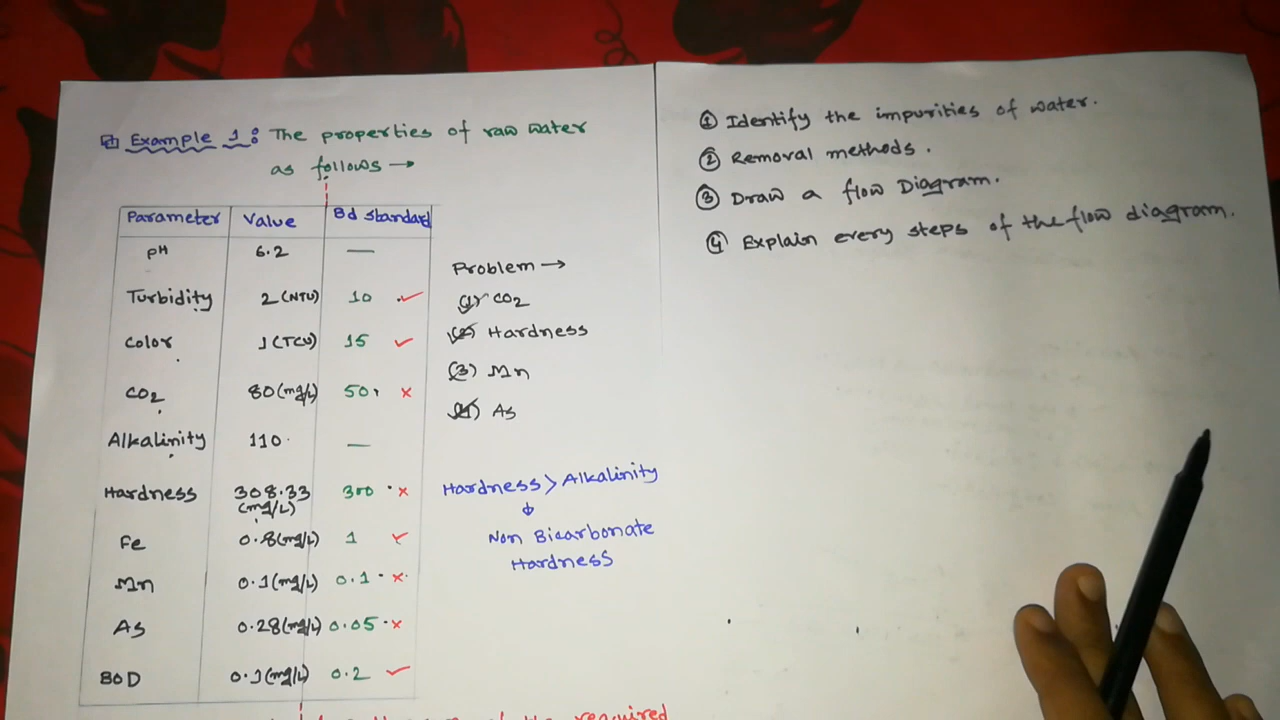 Example 1: The properties of raw water
as follows →
Parameter Value Bd standard
pH 6.2 —
Turbidity 2 (NTU) 10 ✓
Color 1 (TCU) 15 ✓
CO2 80 (mg/L) 50 ×
Alkalinity 110 —
Hardness 308.33 300 ×
(mg/L)
Fe 0.8 (mg/L) 1 ✓
Mn 0.1 (mg/L) 0.1 ×
As 0.28 (mg/L) 0.05 ×
BOD 0.1 (mg/L) 0.2 ✓
Problem →
(1) CO2
Hardness
(3) Mn
As
Hardness > Alkalinity
↓
Non Bicarbonate
Hardness
the required
① Identify the impurities of water.
② Removal methods.
③ Draw a flow Diagram.
④ Explain every steps of the flow diagram.